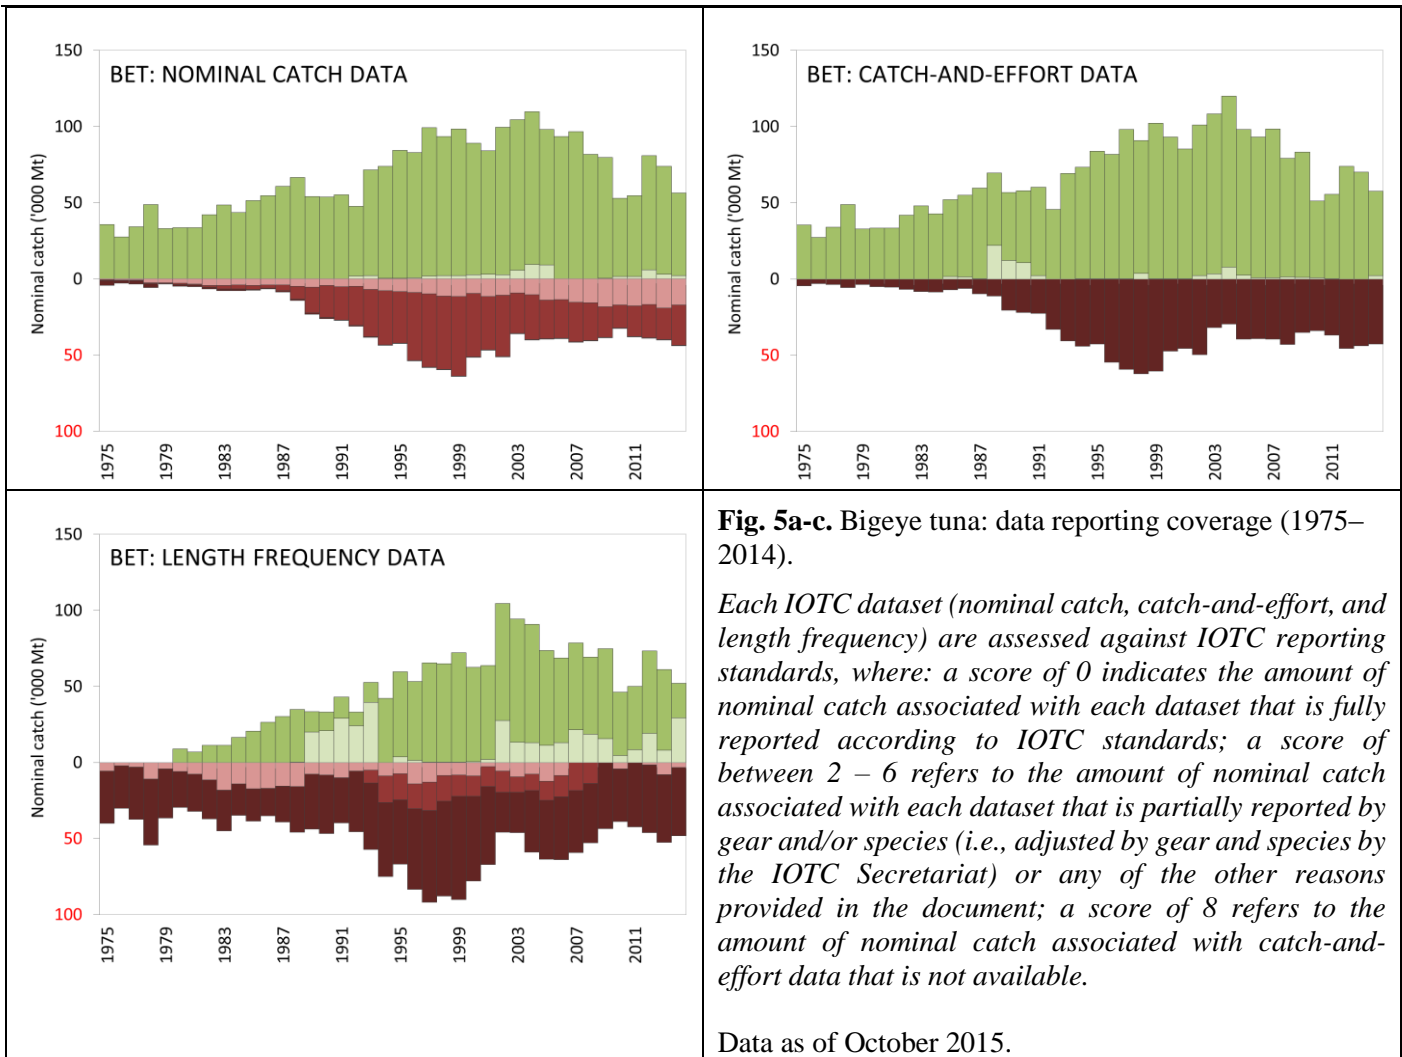 BET: NOMINAL CATCH DATA
Nominal catch ('000 Mt)
150
100
50
0
50
100
1975
1979
1983
1987
1991
1995
1999
2003
2007
2011
BET: CATCH-AND-EFFORT DATA
Nominal catch ('000 Mt)
150
100
50
0
50
100
1975
1979
1983
1987
1991
1995
1999
2003
2007
2011
BET: LENGTH FREQUENCY DATA
Nominal catch ('000 Mt)
150
100
50
0
50
100
1975
1979
1983
1987
1991
1995
1999
2003
2007
2011
Fig. 5a-c. Bigeye tuna: data reporting coverage (1975–
2014).
Each IOTC dataset (nominal catch, catch-and-effort, and
length frequency) are assessed against IOTC reporting
standards, where: a score of 0 indicates the amount of
nominal catch associated with each dataset that is fully
reported according to IOTC standards; a score of
between 2 – 6 refers to the amount of nominal catch
associated with each dataset that is partially reported by
gear and/or species (i.e., adjusted by gear and species by
the IOTC Secretariat) or any of the other reasons
provided in the document; a score of 8 refers to the
amount of nominal catch associated with catch-and-
effort data that is not available.
Data as of October 2015.